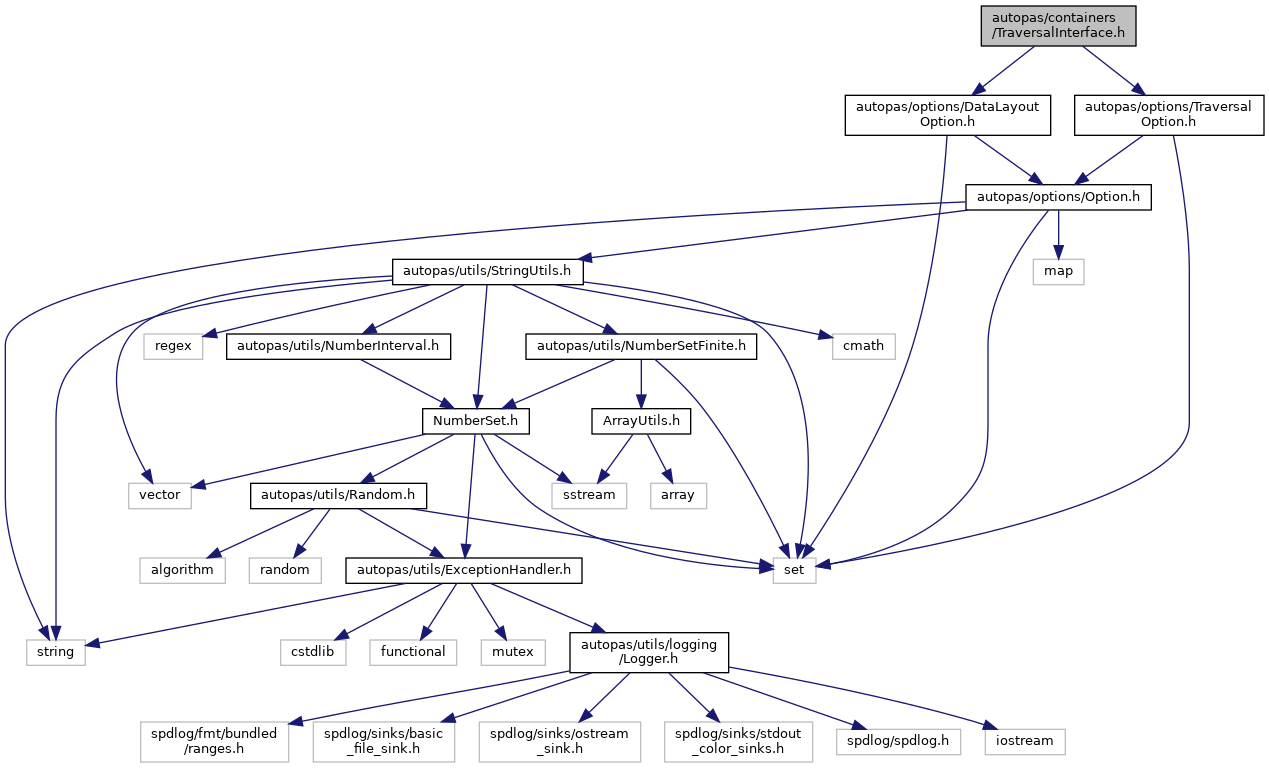 autopas/containers
/TraversalInterface.h
autopas/options/DataLayout
Option.h
autopas/options/Traversal
Option.h
autopas/options/Option.h
autopas/utils/StringUtils.h
map
regex
autopas/utils/NumberInterval.h
autopas/utils/NumberSetFinite.h
cmath
NumberSet.h
ArrayUtils.h
vector
autopas/utils/Random.h
sstream
array
algorithm
random
autopas/utils/ExceptionHandler.h
set
string
cstdlib
functional
mutex
autopas/utils/logging
/Logger.h
spdlog/fmt/bundled
/ranges.h
spdlog/sinks/basic
_file_sink.h
spdlog/sinks/ostream
_sink.h
spdlog/sinks/stdout
_color_sinks.h
spdlog/spdlog.h
iostream